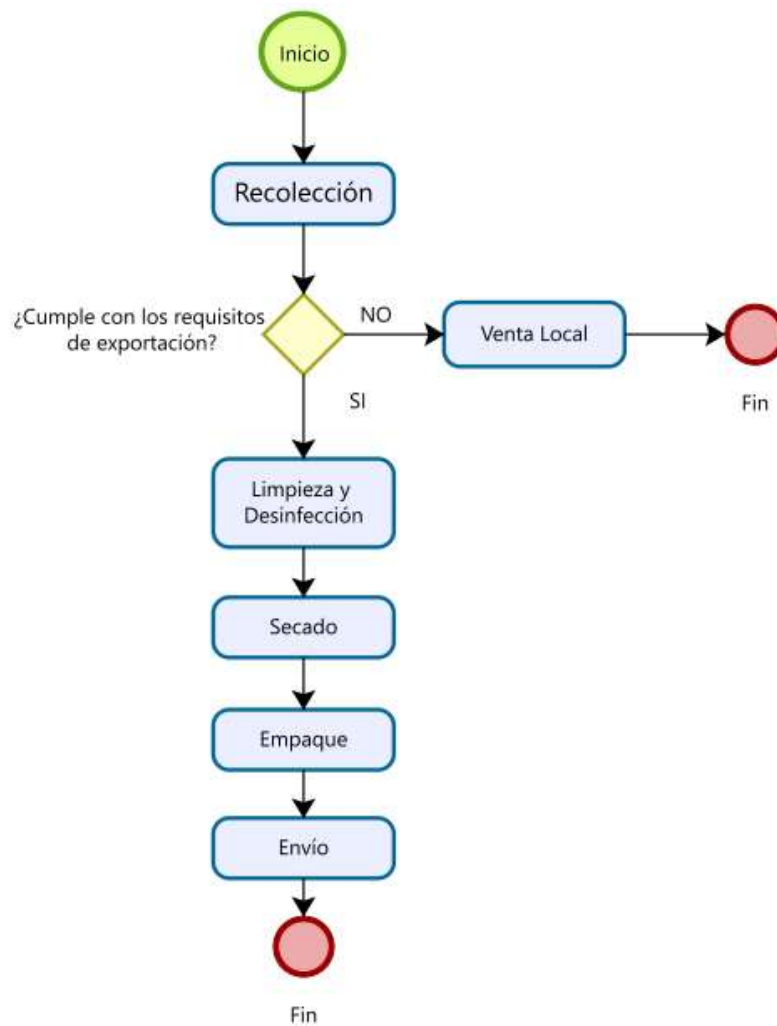 Inicio
Recolección
¿Cumple con los requisitos
de exportación?
NO
Venta Local
Fin
SI
Limpieza y
Desinfección
Secado
Empaque
Envío
Fin